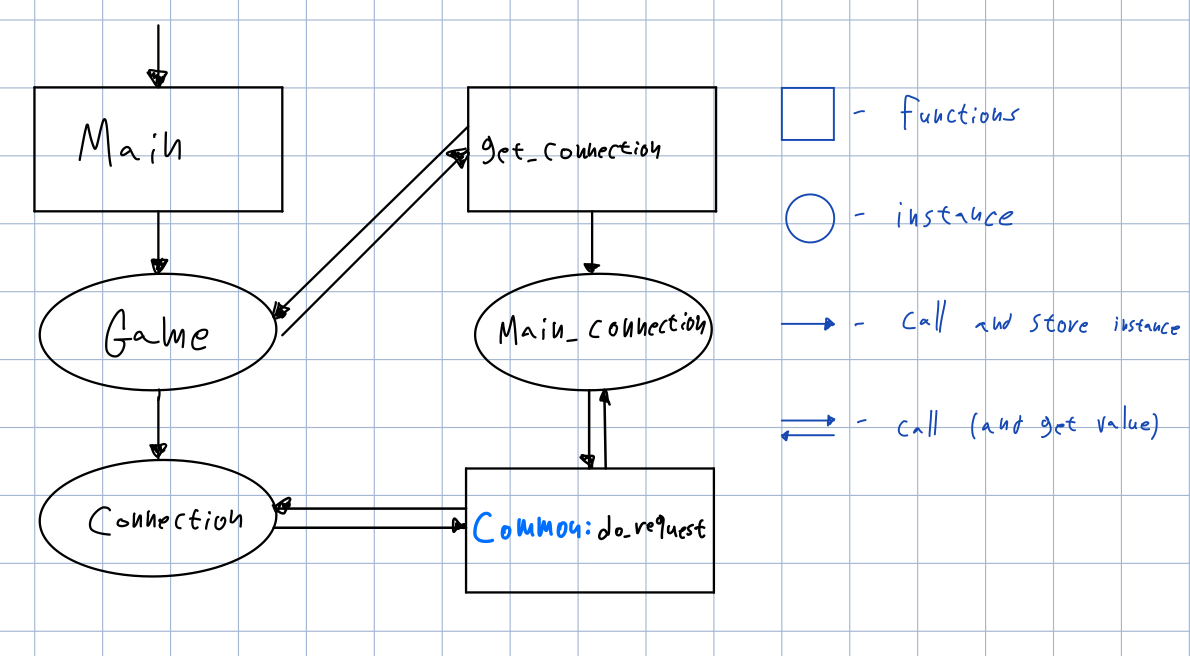 Main
get_connection
Game
Main_connection
Connection
Common: do_request
- functions
- instance
- call and store instance
- call (and get value)